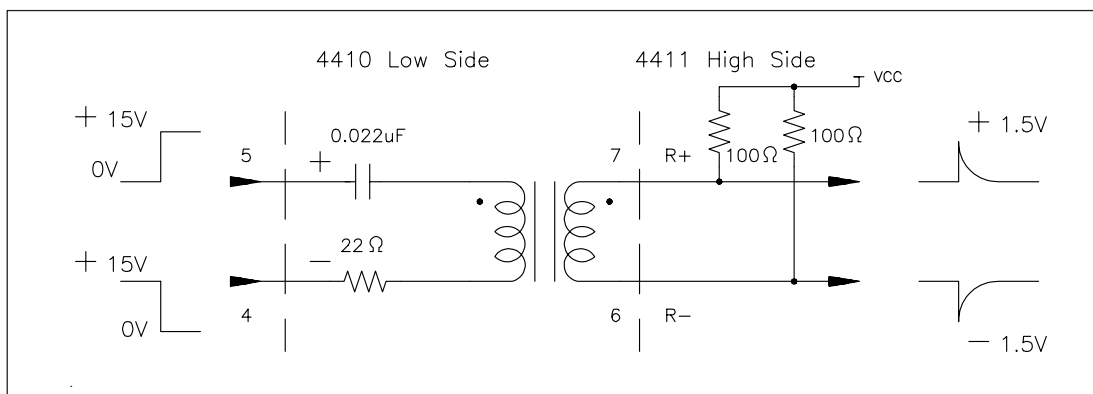 4410 Low Side
4411 High Side
VCC
+ 15V
0V
5
+
0.022uF
7
R+
100Ω
100Ω
+ 1.5V
+ 15V
0V
4
−
22Ω
6
R−
− 1.5V